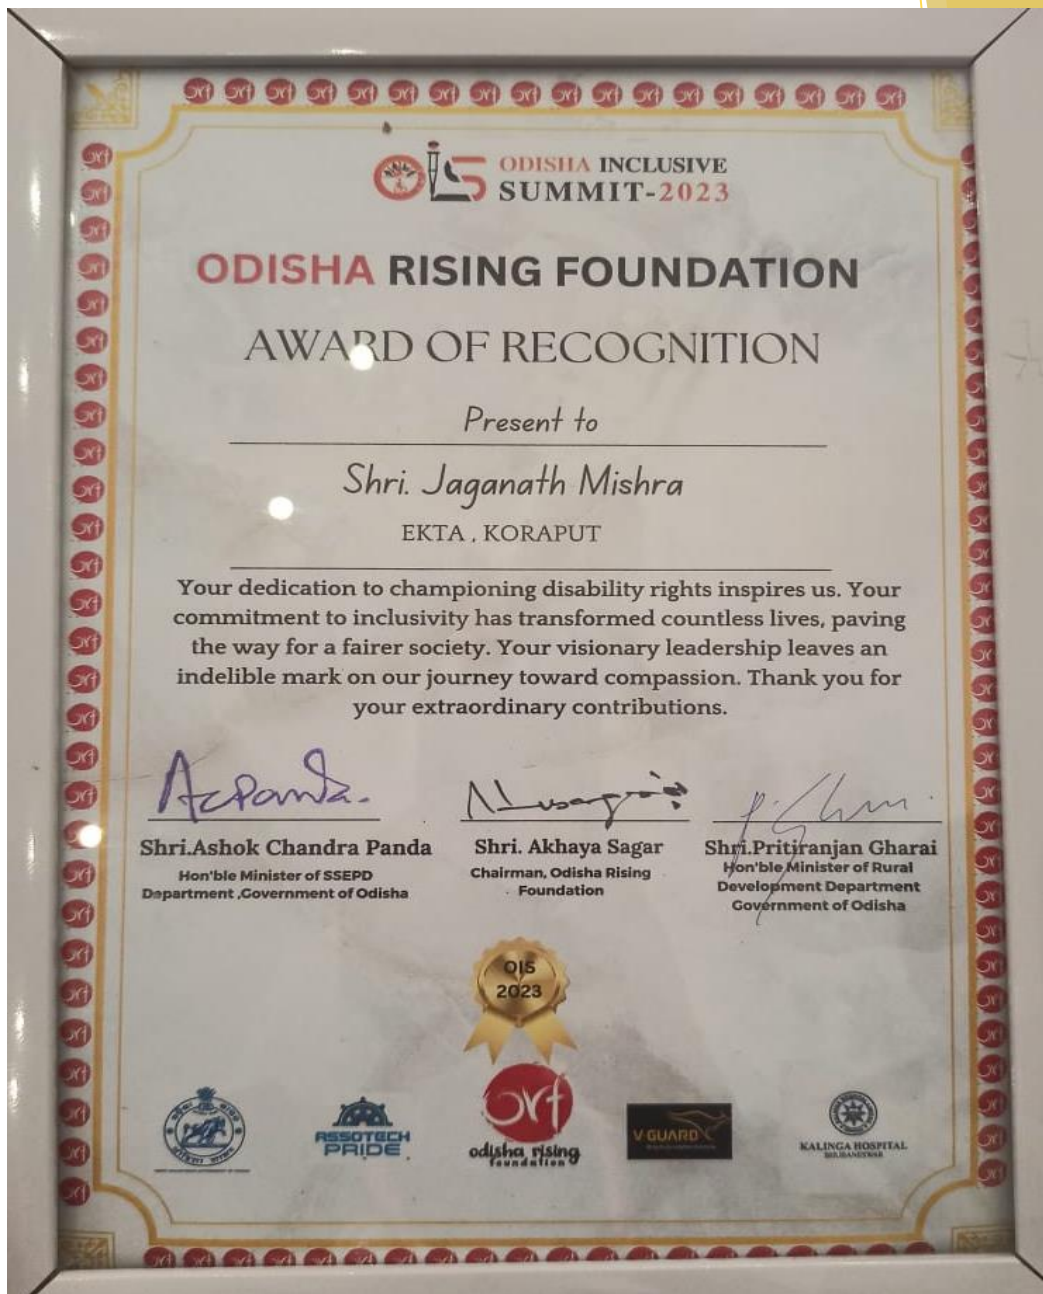 ODISHA INCLUSIVE
SUMMIT-2023
ODISHA RISING FOUNDATION
AWARD OF RECOGNITION
Present to
Shri. Jaganath Mishra
EKTA , KORAPUT
Your dedication to championing disability rights inspires us. Your
commitment to inclusivity has transformed countless lives, paving
the way for a fairer society. Your visionary leadership leaves an
indelible mark on our journey toward compassion. Thank you for
your extraordinary contributions.
Shri.Ashok Chandra Panda
Hon'ble Minister of SSEPD
Department ,Government of Odisha
Shri. Akhaya Sagar
Chairman, Odisha Rising
Foundation
Shri.Pritiranjan Gharai
Hon'ble Minister of Rural
Development Department
Government of Odisha
OIS
2023
ASSOTECH
PRIDE
orf
odisha rising
foundation
V-GUARD
KALINGA HOSPITAL
BHUBANESWAR